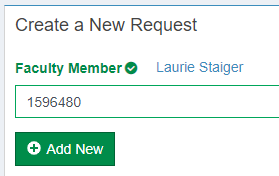 Create a New Request
Faculty Member Laurie Staiger
1596480
Add New